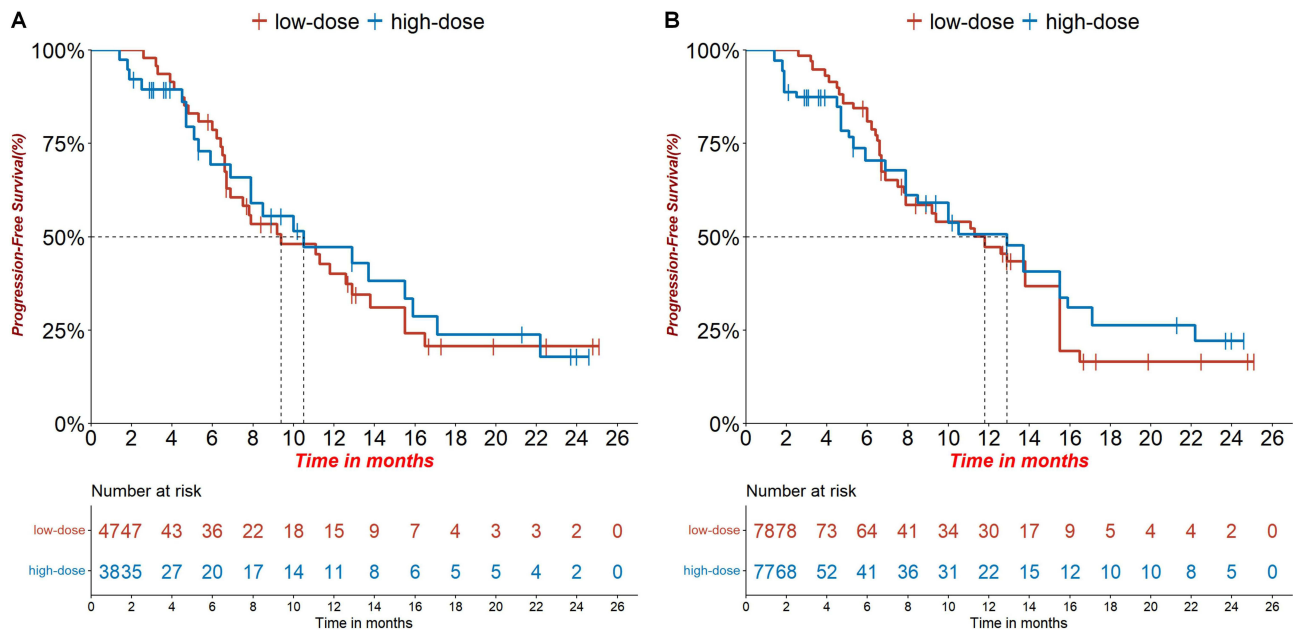 A
low-dose high-dose
Progression-Free Survival(%)
100%
75%
50%
25%
0%
0 2 4 6 8 10 12 14 16 18 20 22 24 26
Time in months
Number at risk
low-dose 47 47 43 36 22 18 15 9 7 4 3 3 2 0
high-dose 38 35 27 20 17 14 11 8 6 5 5 4 2 0
0 2 4 6 8 10 12 14 16 18 20 22 24 26
Time in months
B
low-dose high-dose
Progression-Free Survival(%)
100%
75%
50%
25%
0%
0 2 4 6 8 10 12 14 16 18 20 22 24 26
Time in months
Number at risk
low-dose 78 78 73 64 41 34 30 17 9 5 4 4 2 0
high-dose 77 68 52 41 36 31 22 15 12 10 10 8 5 0
0 2 4 6 8 10 12 14 16 18 20 22 24 26
Time in months